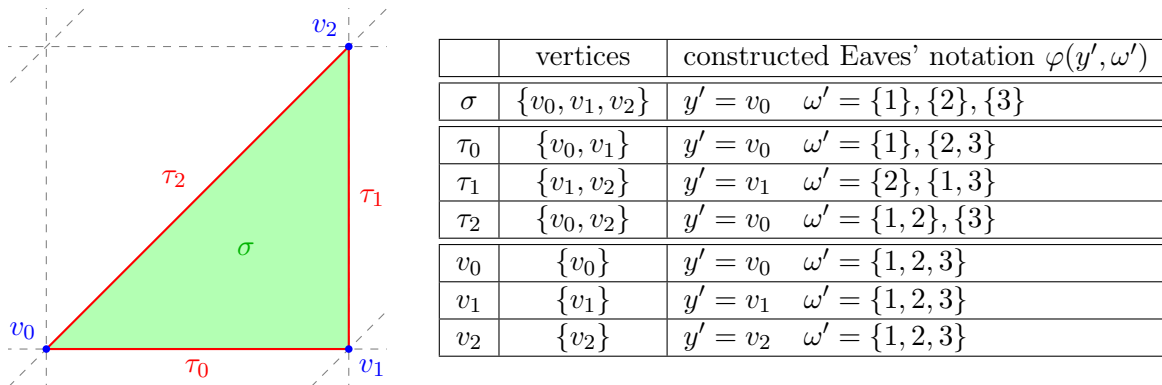 v₂
τ₂
τ₁
σ
v₀
τ₀
v₁
vertices constructed Eaves' notation φ(y′, ω′)
σ {v₀, v₁, v₂} y′ = v₀ ω′ = {1}, {2}, {3}
τ₀ {v₀, v₁} y′ = v₀ ω′ = {1}, {2, 3}
τ₁ {v₁, v₂} y′ = v₁ ω′ = {2}, {1, 3}
τ₂ {v₀, v₂} y′ = v₀ ω′ = {1, 2}, {3}
v₀ {v₀} y′ = v₀ ω′ = {1, 2, 3}
v₁ {v₁} y′ = v₁ ω′ = {1, 2, 3}
v₂ {v₂} y′ = v₂ ω′ = {1, 2, 3}